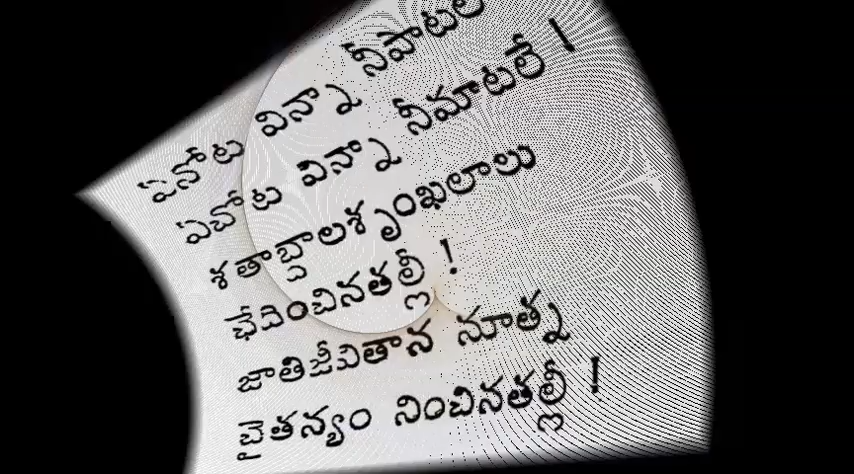 ఏనోట విన్నా నీపాటలే
ఏచోట విన్నా నీమాటలే !
శతాబ్దాలశృంఖలాలు
ఛేదించినతల్లీ !
జాతిజీవితాన నూత్న
చైతన్యం నించినతల్లీ !